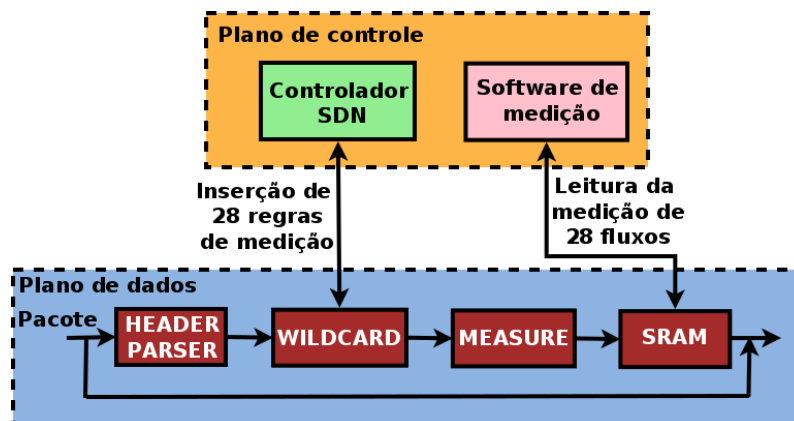 Plano de controle
Controlador
SDN
Software de
medição
Inserção de
28 regras
de medição
Leitura da
medição de
28 fluxos
Plano de dados
Pacote
HEADER
PARSER
WILDCARD
MEASURE
SRAM